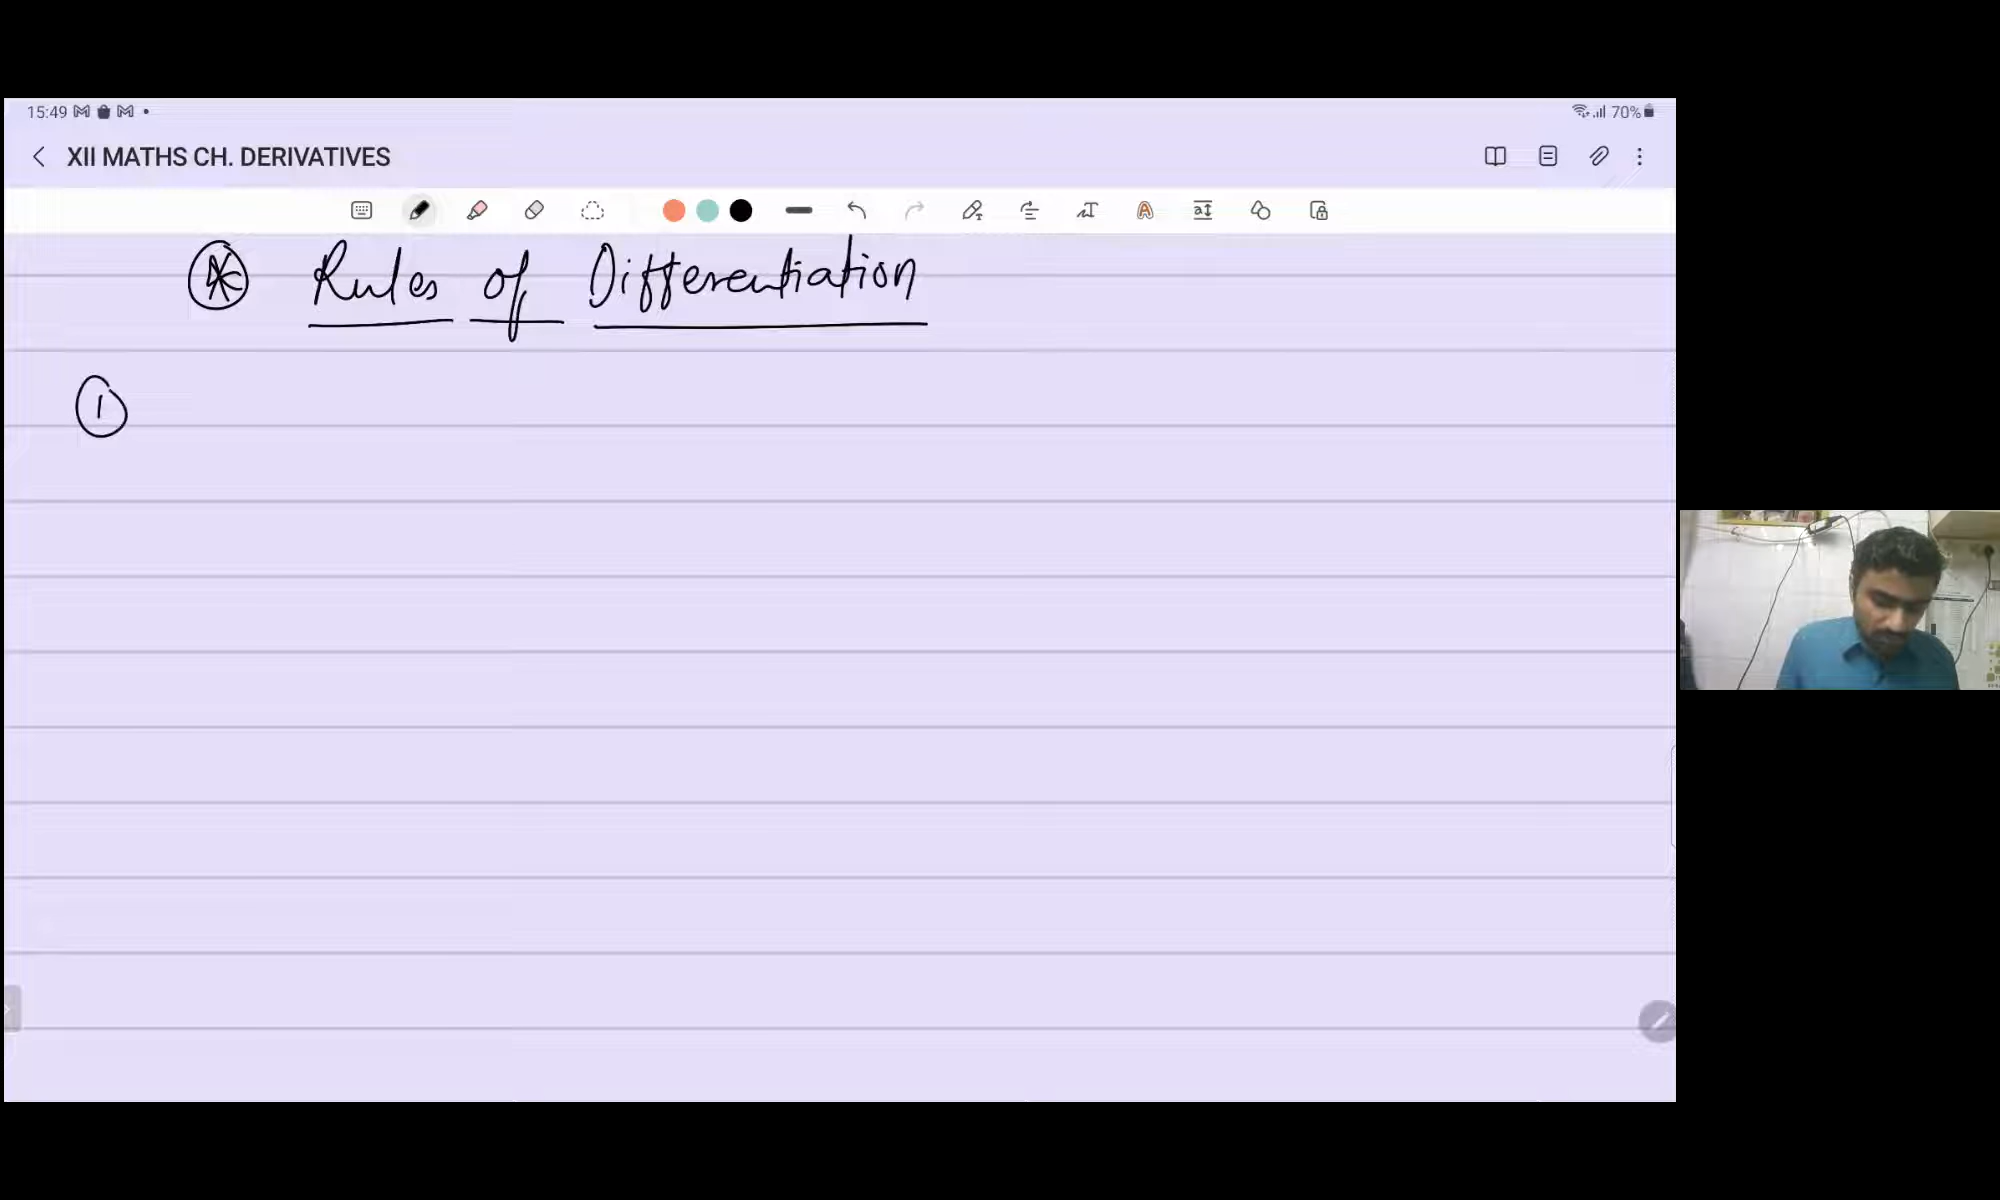 15:49
70%
XII MATHS CH. DERIVATIVES
Rules of Differentiation
1